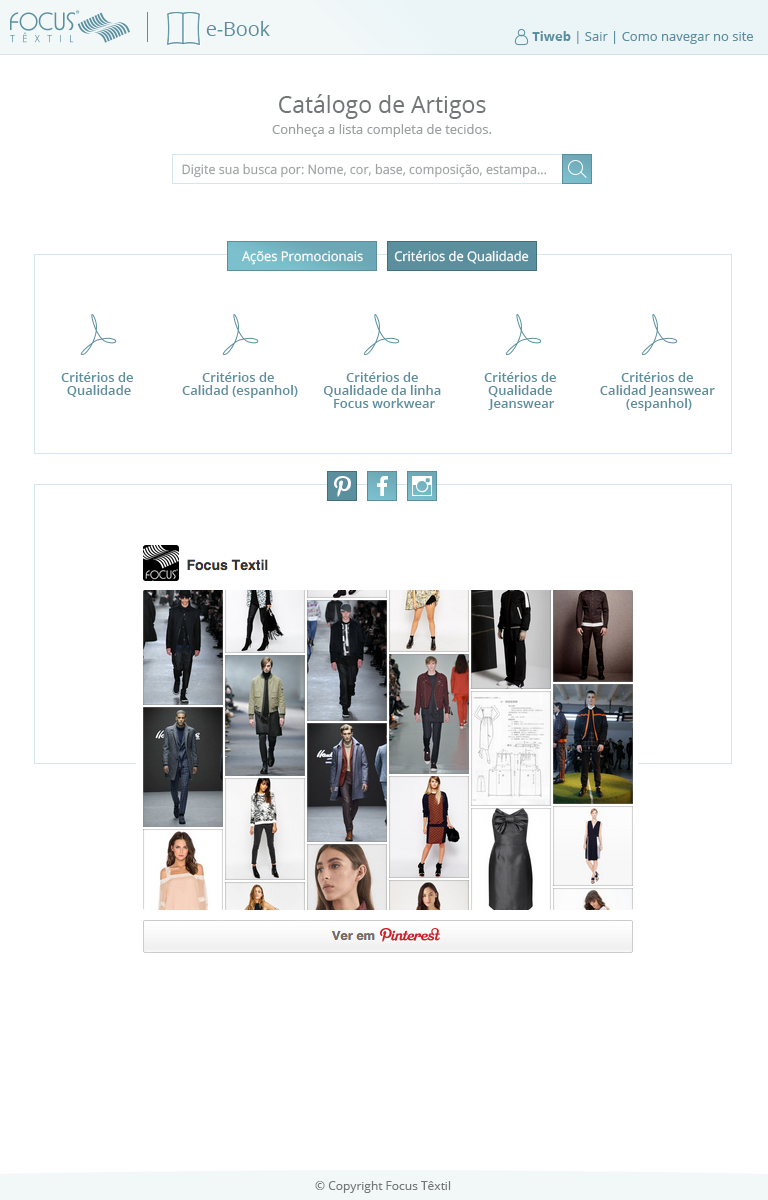 FOCUS®
TÊXTIL
e-Book
Tiweb | Sair | Como navegar no site
Catálogo de Artigos
Conheça a lista completa de tecidos.
Digite sua busca por: Nome, cor, base, composição, estampa...
Ações Promocionais
Critérios de Qualidade
Critérios de
Qualidade
Critérios de
Calidad (espanhol)
Critérios de
Qualidade da linha
Focus workwear
Critérios de
Qualidade
Jeanswear
Critérios de
Calidad Jeanswear
(espanhol)
FOCUS
Focus Textil
Ver em Pinterest
© Copyright Focus Têxtil